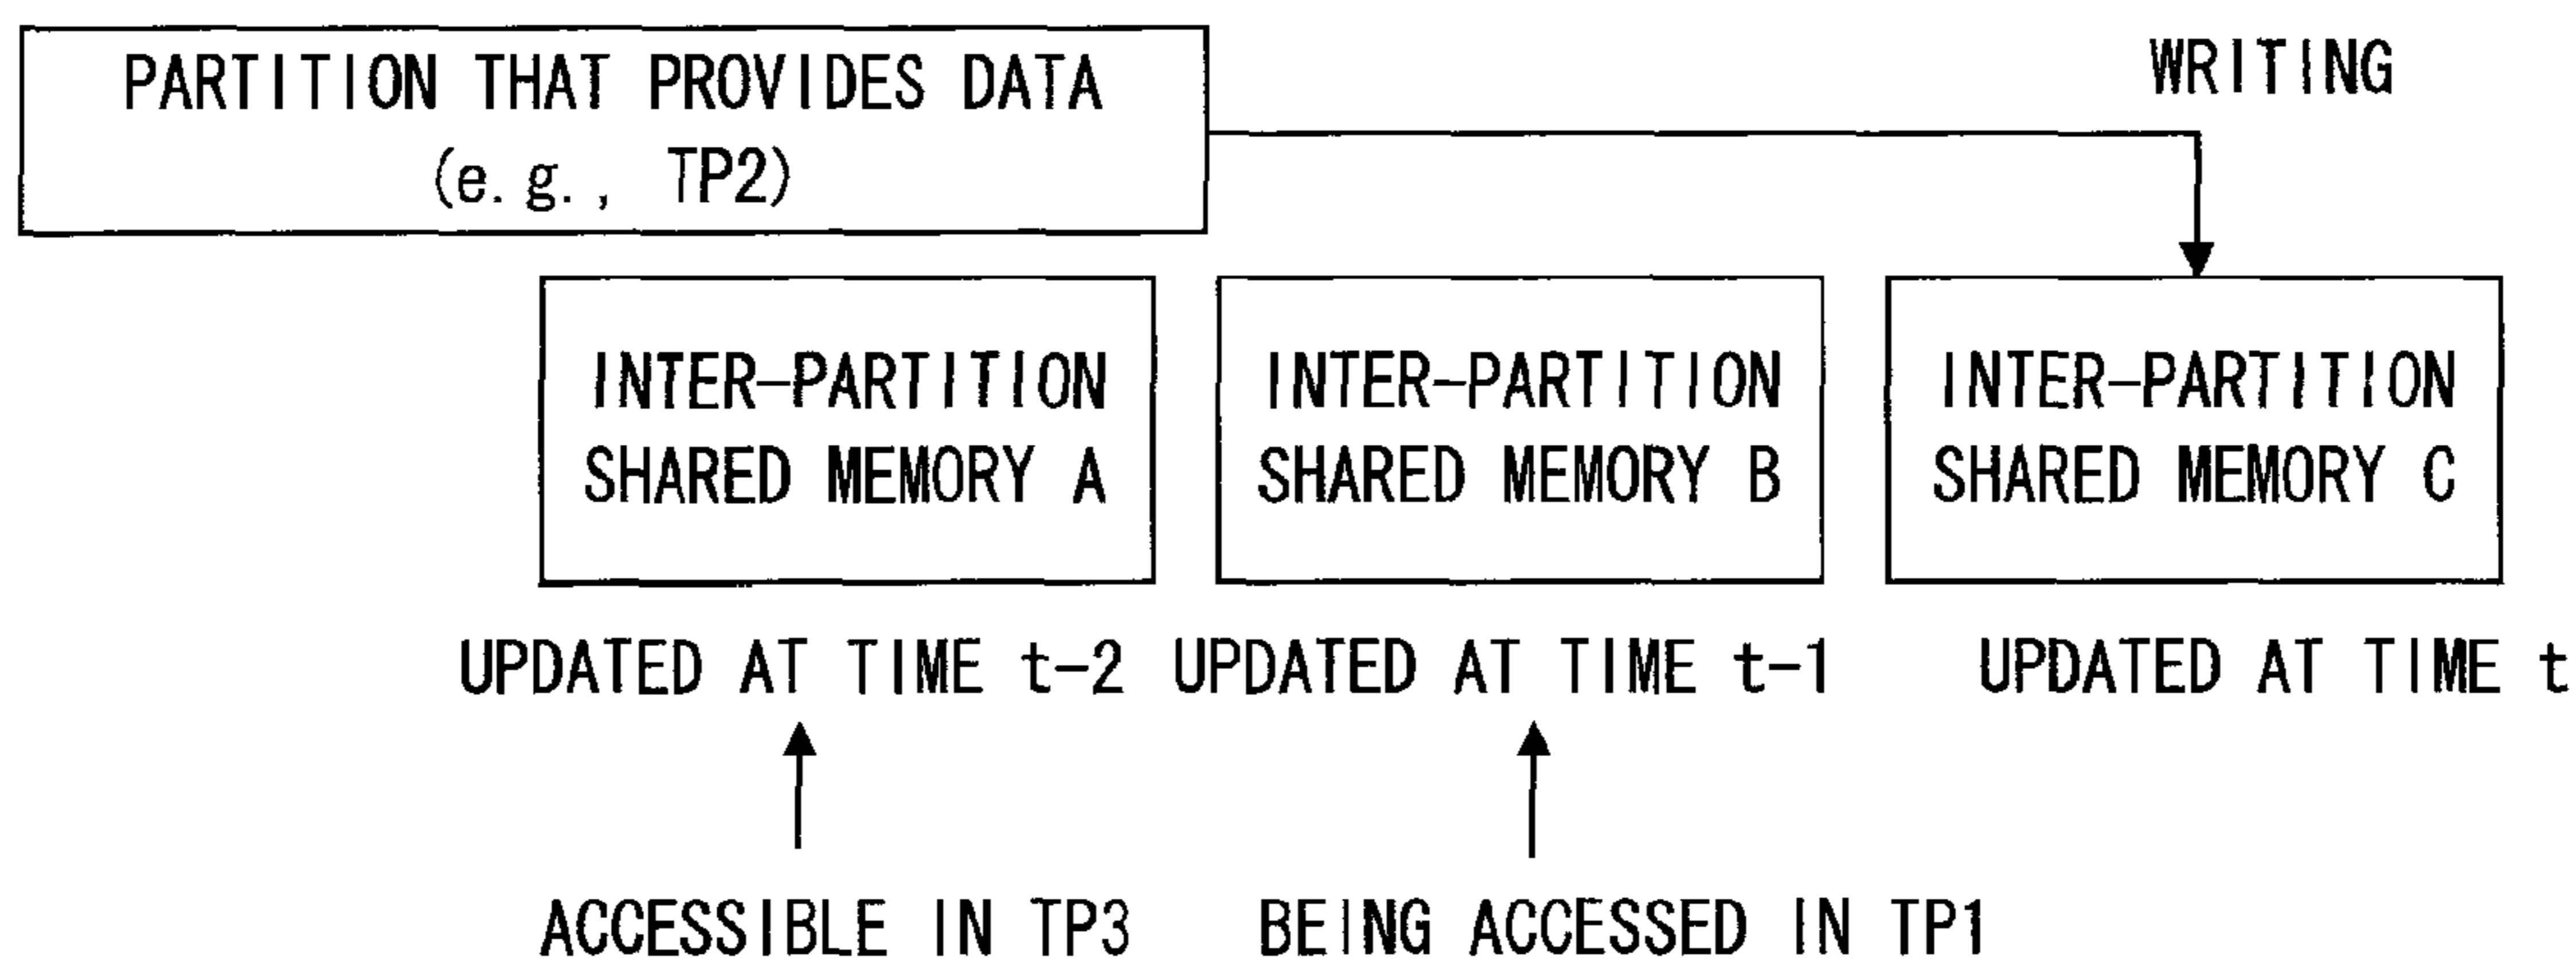 PARTITION THAT PROVIDES DATA
(e.g., TP2)
WRITING
INTER-PARTITION
SHARED MEMORY A
INTER-PARTITION
SHARED MEMORY B
INTER-PARTITION
SHARED MEMORY C
UPDATED AT TIME t-2
UPDATED AT TIME t-1
UPDATED AT TIME t
ACCESSIBLE IN TP3
BEING ACCESSED IN TP1